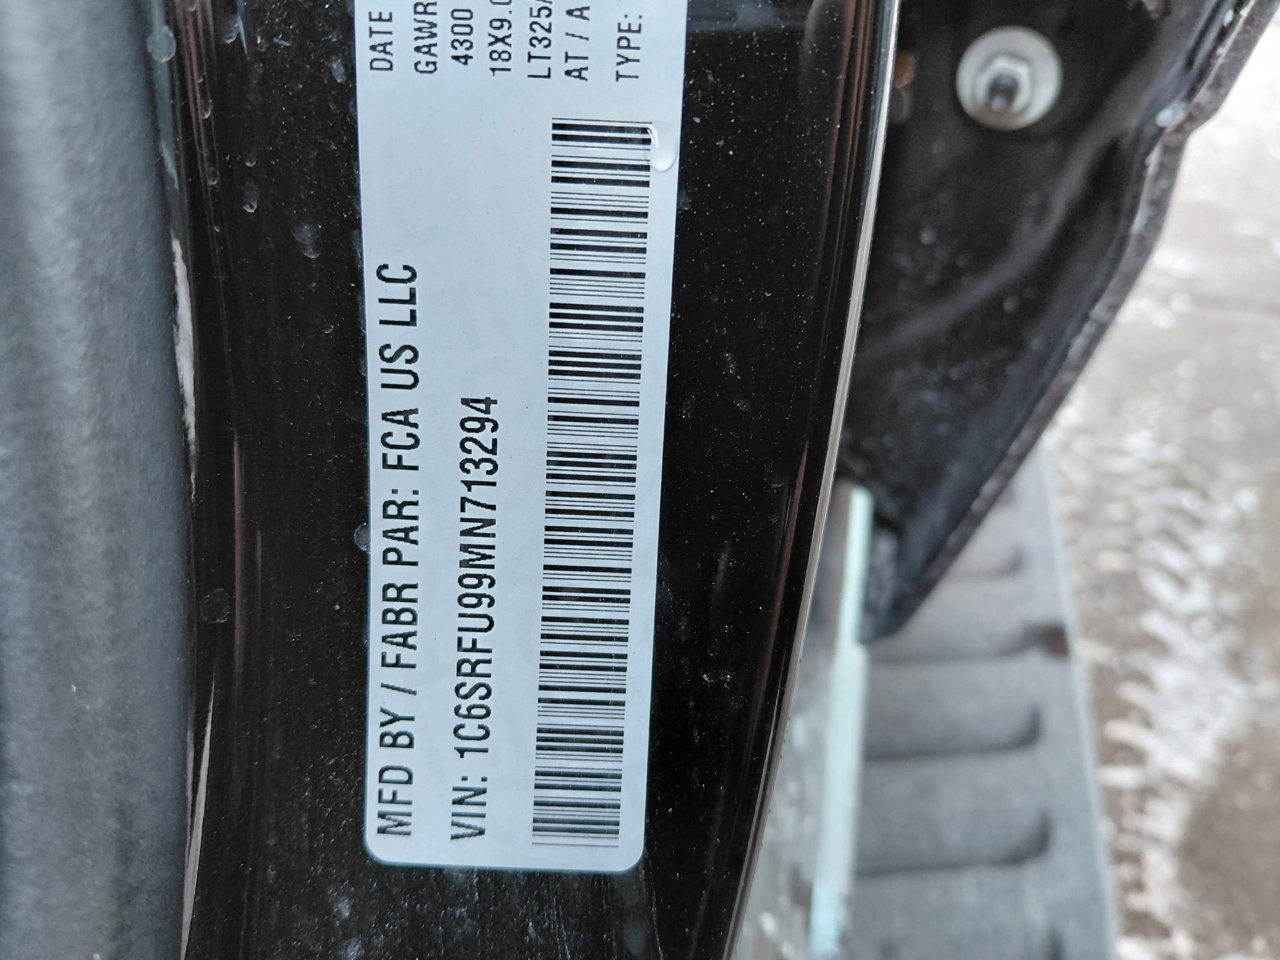 MFD BY / FABR PAR: FCA US LLC
DATE
GAWR
VIN: 1C6SRFU99MN713294
4300
18X9.0
LT325/
AT / A
TYPE: